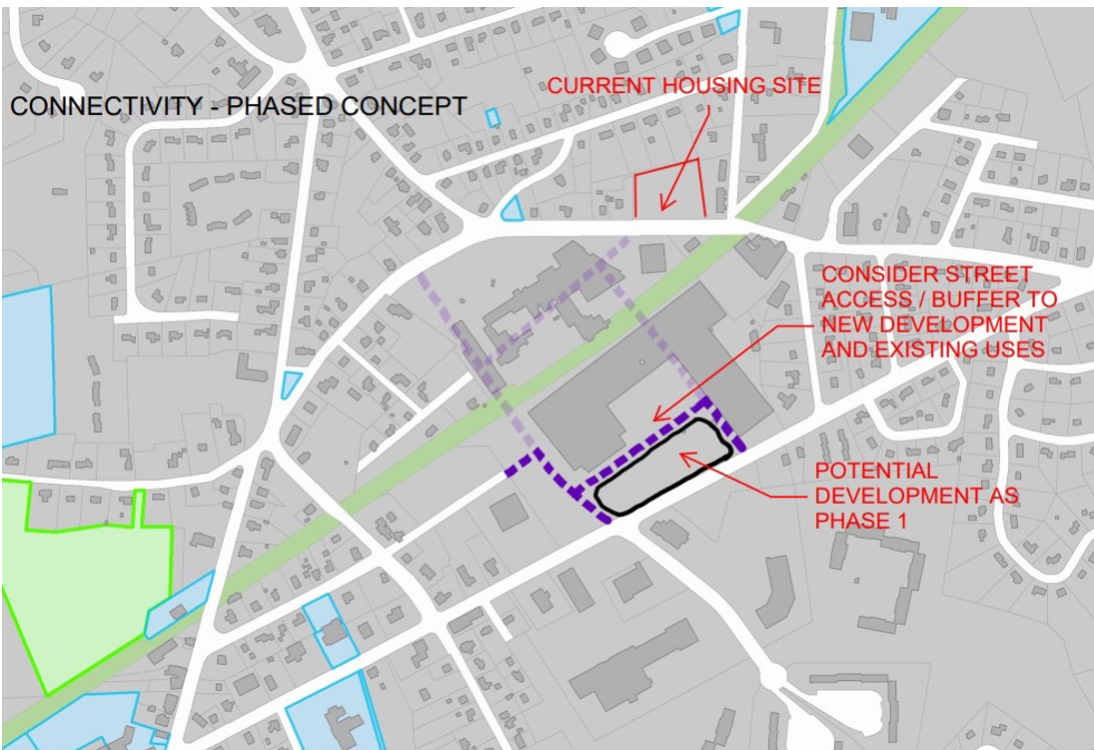 CURRENT HOUSING SITE
CONNECTIVITY - PHASED CONCEPT
CONSIDER STREET
ACCESS / BUFFER TO
NEW DEVELOPMENT
AND EXISTING USES
POTENTIAL
DEVELOPMENT AS
PHASE 1